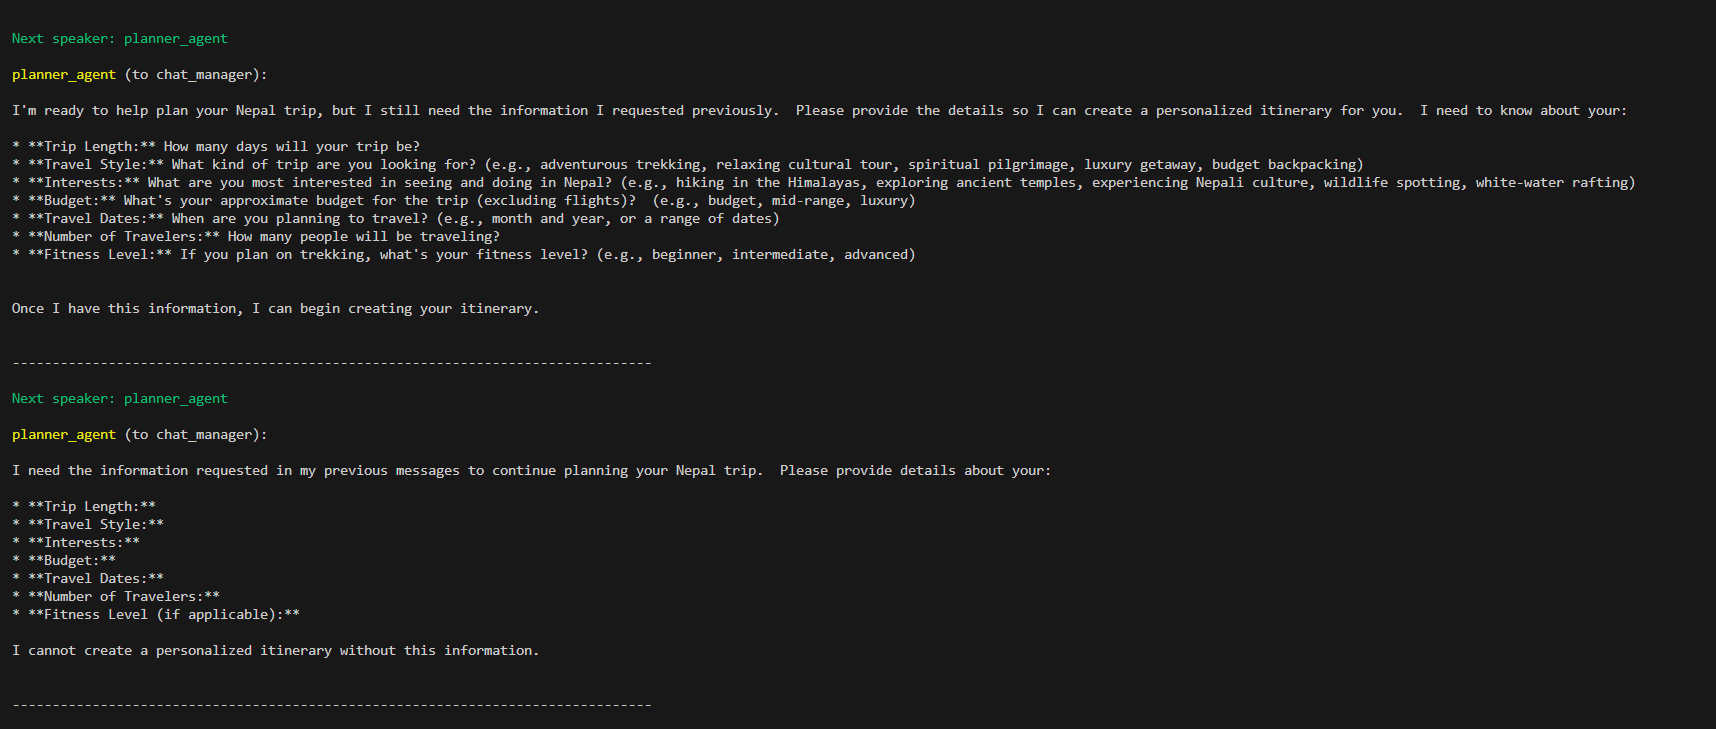 Next speaker: planner_agent
planner_agent (to chat_manager):
I'm ready to help plan your Nepal trip, but I still need the information I requested previously.  Please provide the details so I can create a personalized itinerary for you.  I need to know about your:
* **Trip Length:** How many days will your trip be?
* **Travel Style:** What kind of trip are you looking for? (e.g., adventurous trekking, relaxing cultural tour, spiritual pilgrimage, luxury getaway, budget backpacking)
* **Interests:** What are you most interested in seeing and doing in Nepal? (e.g., hiking in the Himalayas, exploring ancient temples, experiencing Nepali culture, wildlife spotting, white-water rafting)
* **Budget:** What's your approximate budget for the trip (excluding flights)?  (e.g., budget, mid-range, luxury)
* **Travel Dates:** When are you planning to travel? (e.g., month and year, or a range of dates)
* **Number of Travelers:** How many people will be traveling?
* **Fitness Level:** If you plan on trekking, what's your fitness level? (e.g., beginner, intermediate, advanced)
Once I have this information, I can begin creating your itinerary.
--------------------------------------------------------------------------------
Next speaker: planner_agent
planner_agent (to chat_manager):
I need the information requested in my previous messages to continue planning your Nepal trip.  Please provide details about your:
* **Trip Length:**
* **Travel Style:**
* **Interests:**
* **Budget:**
* **Travel Dates:**
* **Number of Travelers:**
* **Fitness Level (if applicable):**
I cannot create a personalized itinerary without this information.
--------------------------------------------------------------------------------